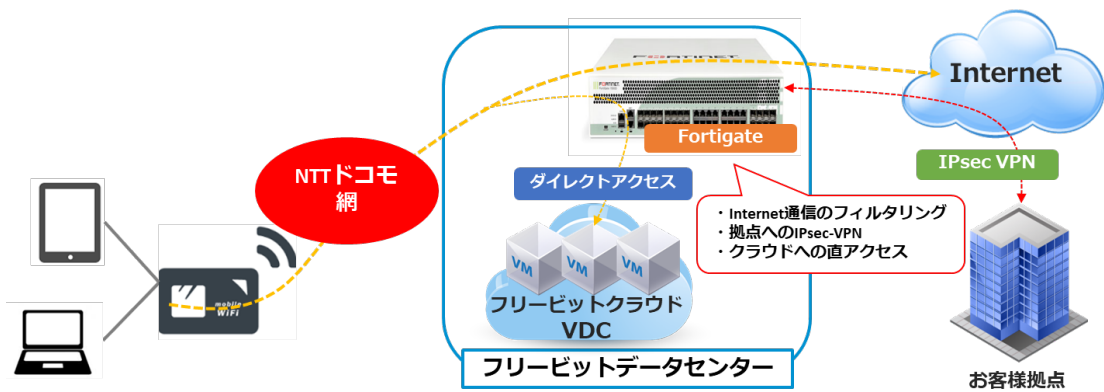 FORTINET
Internet
Fortigate
NTTドコモ
網
IPsec VPN
ダイレクトアクセス
・Internet通信のフィルタリング
・拠点へのIPsec-VPN
・クラウドへの直アクセス
VM
VM
VM
mobile
WiFi
フリービットクラウド
VDC
フリービットデータセンター
お客様拠点